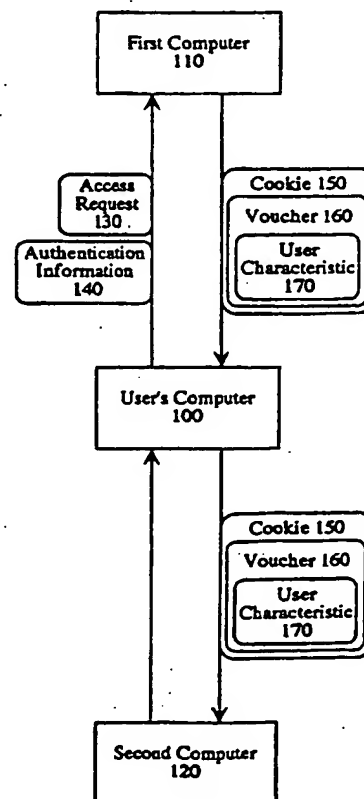 First Computer
110
Access
Request
130
Authentication
Information
140
Cookie 150
Voucher 160
User
Characteristic
170
User's Computer
100
Cookie 150
Voucher 160
User
Characteristic
170
Second Computer
120